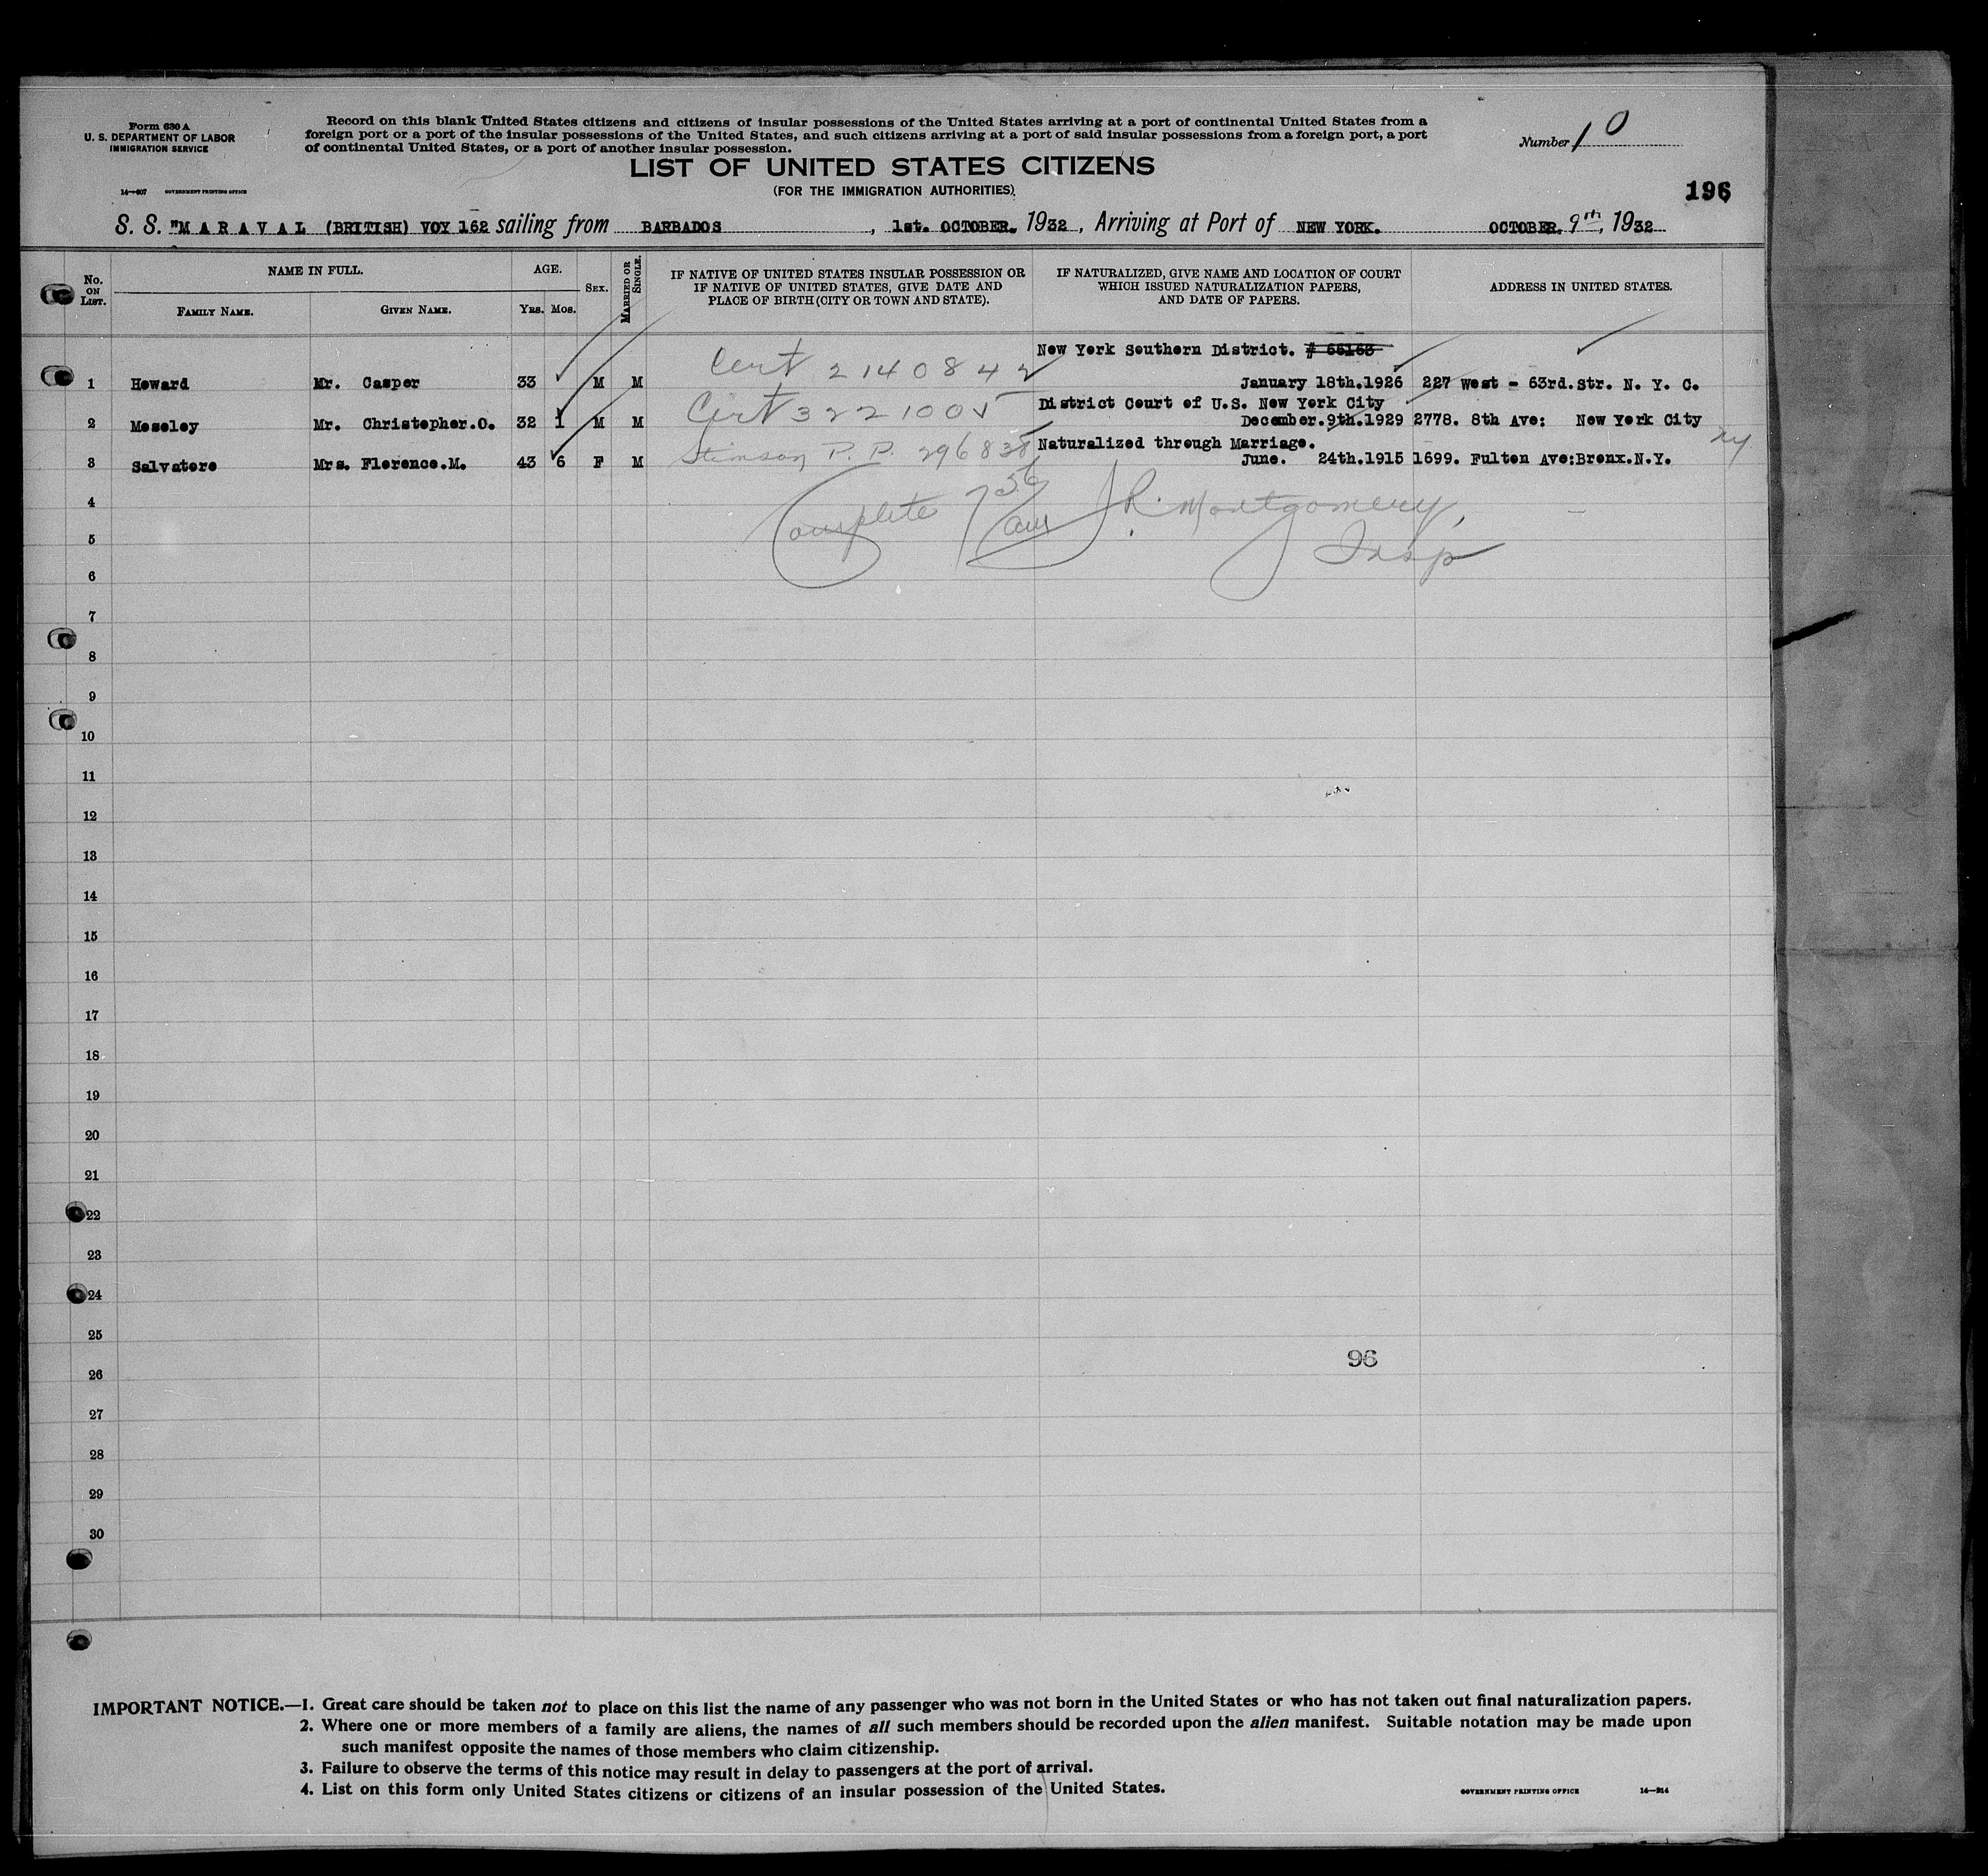 Form 630 A
U. S. DEPARTMENT OF LABOR
IMMIGRATION SERVICE
14—607 GOVERNMENT PRINTING OFFICE
Record on this blank United States citizens and citizens of insular possessions of the United States arriving at a port of continental United States from a
foreign port or a port of the insular possessions of the United States, and such citizens arriving at a port of said insular possessions from a foreign port, a port
of continental United States, or a port of another insular possession.
Number 10
LIST OF UNITED STATES CITIZENS
(FOR THE IMMIGRATION AUTHORITIES)
196
S. S. "M A R A V A L (BRITISH) VOY 162 sailing from BARBADOS, 1st. OCTOBER. 1932, Arriving at Port of NEW YORK. OCTOBER. 9th, 1932
No. ON LIST.
NAME IN FULL.
FAMILY NAME.
GIVEN NAME.
AGE.
YRS. MOS.
SEX.
MARRIED OR SINGLE.
IF NATIVE OF UNITED STATES INSULAR POSSESSION OR
IF NATIVE OF UNITED STATES, GIVE DATE AND
PLACE OF BIRTH (CITY OR TOWN AND STATE).
IF NATURALIZED, GIVE NAME AND LOCATION OF COURT
WHICH ISSUED NATURALIZATION PAPERS,
AND DATE OF PAPERS.
ADDRESS IN UNITED STATES.
New York Southern District.
1 Howard Mr. Casper 33 M M Cert 2140842 January 18th.1926 227 West - 63rd.Str. N. Y. C.
District Court of U.S. New York City
2 Moseley Mr. Christopher.O. 32 1 M M Cert 3221005 December.9th.1929 2778. 8th Ave: New York City
Naturalized through Marriage.
3 Salvatore Mrs. Florence.M. 43 6 F M Stimson P.P. 296838 June. 24th.1915 1699. Fulton Ave:Bronx.N.Y.
NY
4
Complete 7 56 am J R. Montgomery,
5
Insp
6
7
8
9
10
11
12
13
14
15
16
17
18
19
20
21
22
23
24
25
96
26
27
28
29
30
IMPORTANT NOTICE.—1. Great care should be taken not to place on this list the name of any passenger who was not born in the United States or who has not taken out final naturalization papers.
2. Where one or more members of a family are aliens, the names of all such members should be recorded upon the alien manifest. Suitable notation may be made upon
such manifest opposite the names of those members who claim citizenship.
3. Failure to observe the terms of this notice may result in delay to passengers at the port of arrival.
4. List on this form only United States citizens or citizens of an insular possession of the United States.
GOVERNMENT PRINTING OFFICE 14—214